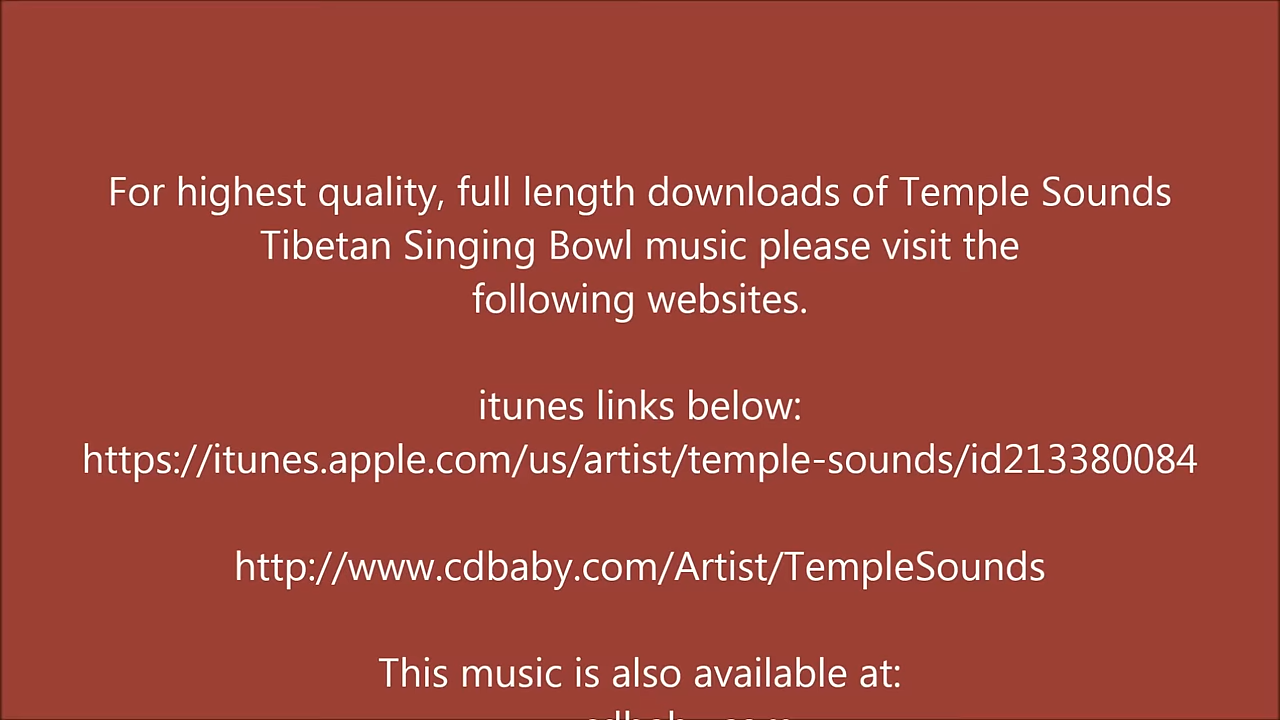 For highest quality, full length downloads of Temple Sounds
Tibetan Singing Bowl music please visit the
following websites.
itunes links below:
https://itunes.apple.com/us/artist/temple-sounds/id213380084
http://www.cdbaby.com/Artist/TempleSounds
This music is also available at: